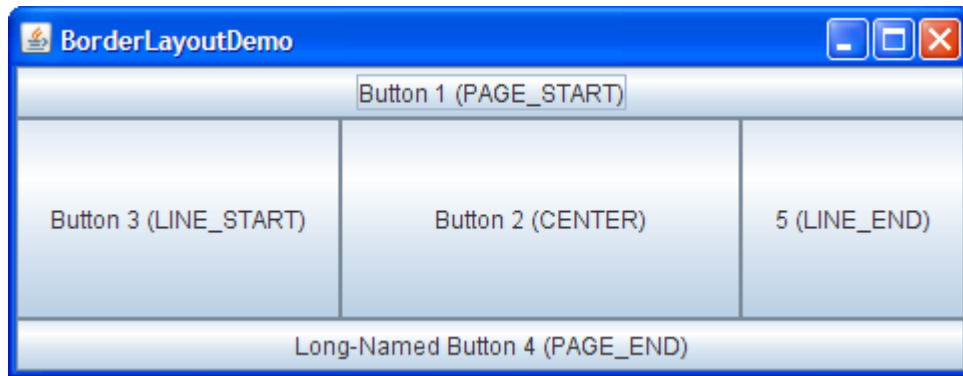 BorderLayoutDemo
Button 1 (PAGE_START)
Button 3 (LINE_START)
Button 2 (CENTER)
5 (LINE_END)
Long-Named Button 4 (PAGE_END)